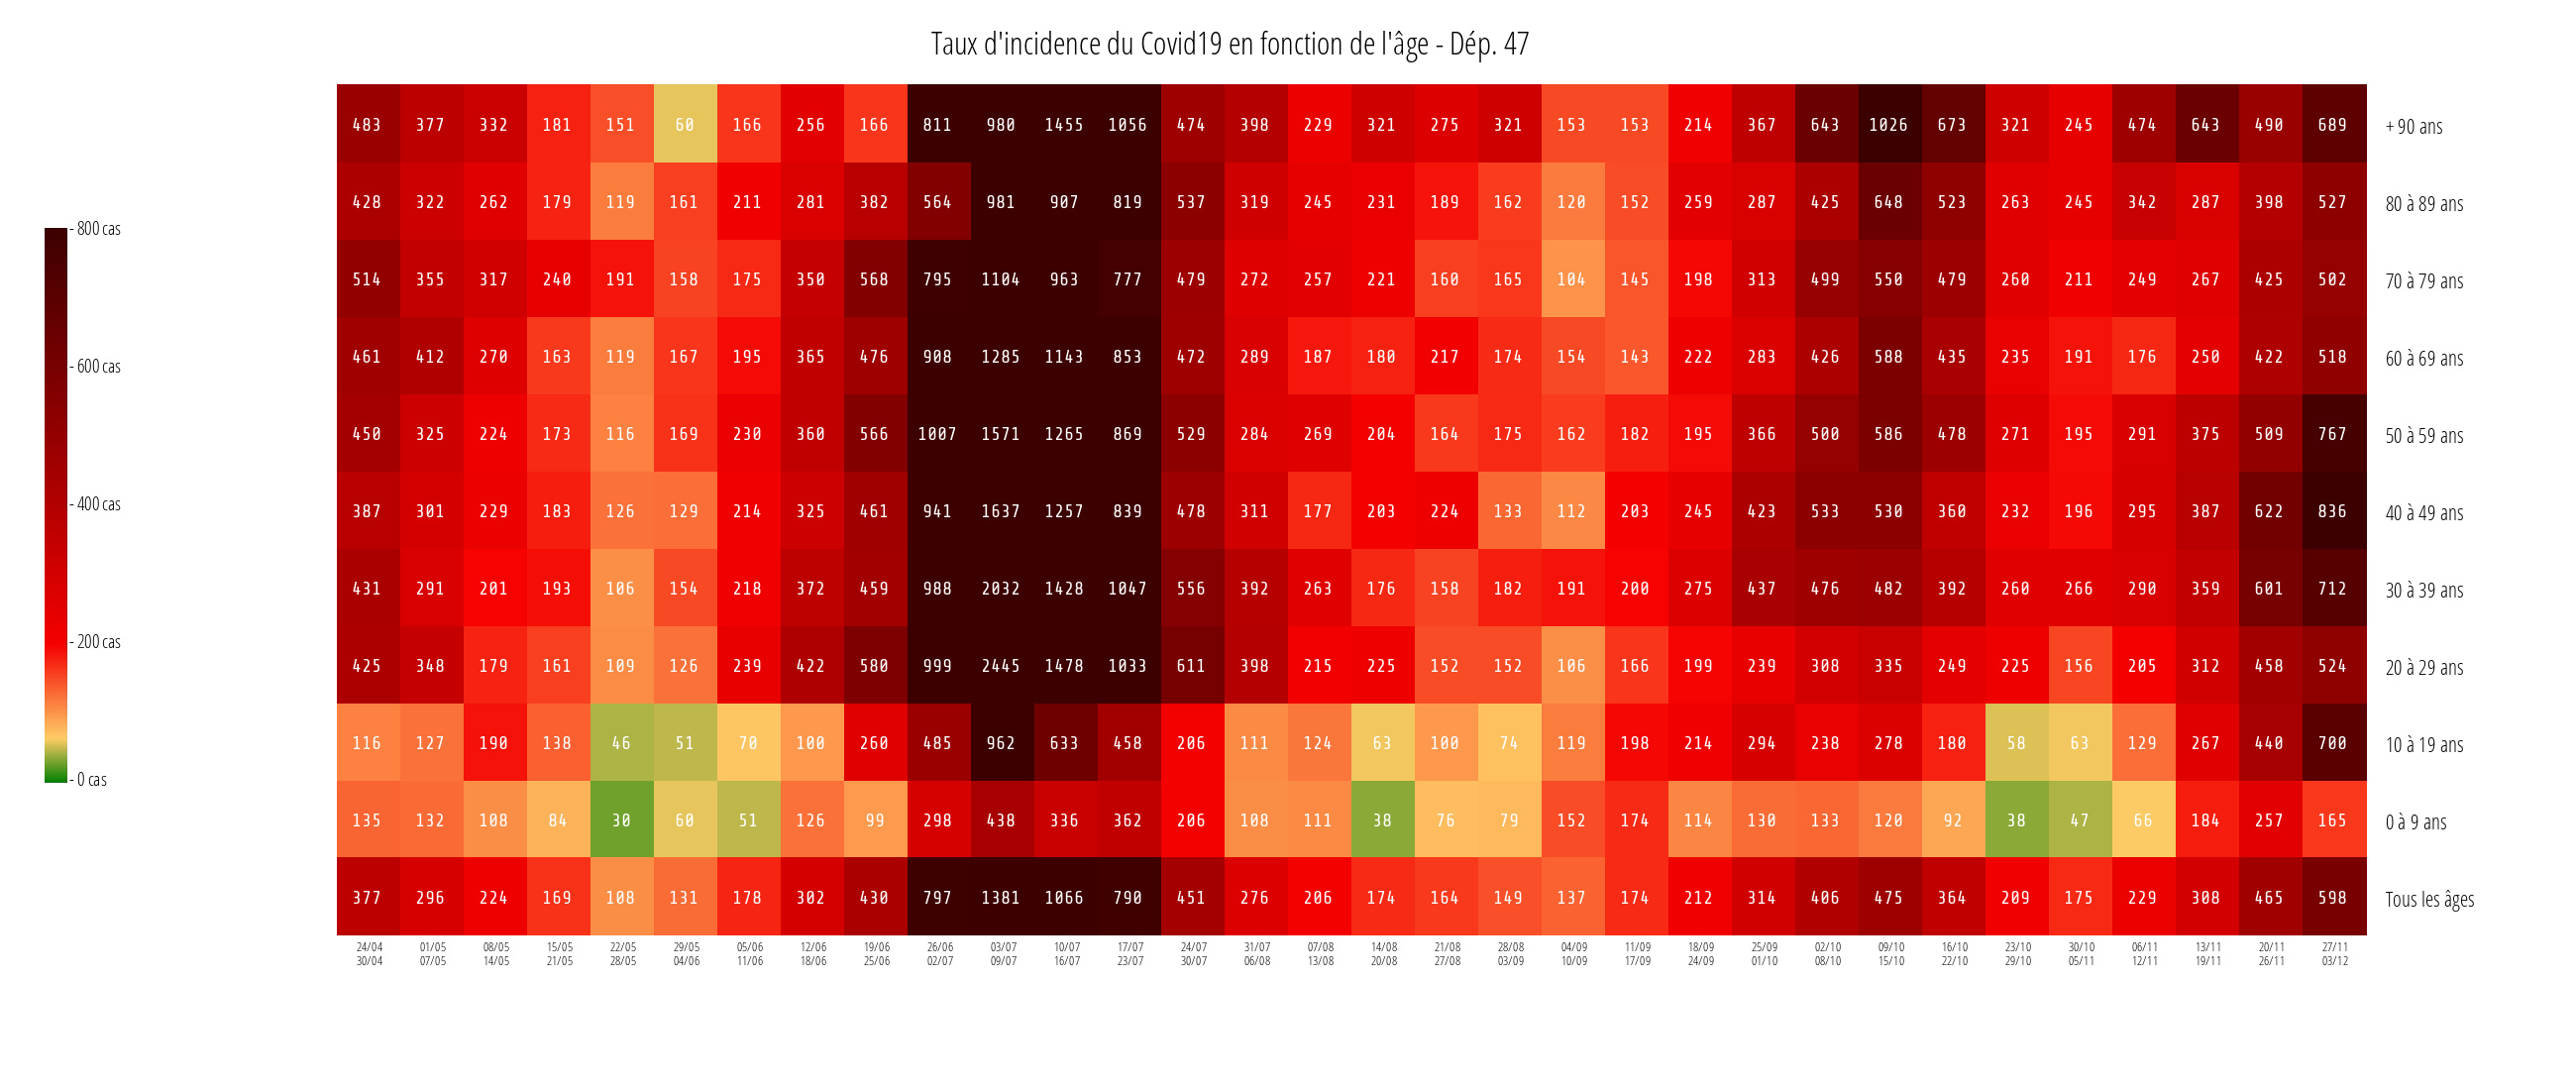 Taux d'incidence du Covid19 en fonction de l'âge - Dép. 47
- 800 cas
- 600 cas
- 400 cas
- 200 cas
- 0 cas
483 377 332 181 151 60 166 256 166 811 980 1455 1056 474 398 229 321 275 321 153 153 214 367 643 1026 673 321 245 474 643 490 689 + 90 ans
428 322 262 179 119 161 211 281 382 564 981 907 819 537 319 245 231 189 162 120 152 259 287 425 648 523 263 245 342 287 398 527 80 à 89 ans
514 355 317 240 191 158 175 350 568 795 1104 963 777 479 272 257 221 160 165 104 145 198 313 499 550 479 260 211 249 267 425 502 70 à 79 ans
461 412 270 163 119 167 195 365 476 908 1285 1143 853 472 289 187 180 217 174 154 143 222 283 426 588 435 235 191 176 250 422 518 60 à 69 ans
450 325 224 173 116 169 230 360 566 1007 1571 1265 869 529 284 269 204 164 175 162 182 195 366 500 586 478 271 195 291 375 509 767 50 à 59 ans
387 301 229 183 126 129 214 325 461 941 1637 1257 839 478 311 177 203 224 133 112 203 245 423 533 530 360 232 196 295 387 622 836 40 à 49 ans
431 291 201 193 106 154 218 372 459 988 2032 1428 1047 556 392 263 176 158 182 191 200 275 437 476 482 392 260 266 290 359 601 712 30 à 39 ans
425 348 179 161 109 126 239 422 580 999 2445 1478 1033 611 398 215 225 152 152 106 166 199 239 308 335 249 225 156 205 312 458 524 20 à 29 ans
116 127 190 138 46 51 70 100 260 485 962 633 458 206 111 124 63 100 74 119 198 214 294 238 278 180 58 63 129 267 440 700 10 à 19 ans
135 132 108 84 30 60 51 126 99 298 438 336 362 206 108 111 38 76 79 152 174 114 130 133 120 92 38 47 66 184 257 165 0 à 9 ans
377 296 224 169 108 131 178 302 430 797 1381 1066 790 451 276 206 174 164 149 137 174 212 314 406 475 364 209 175 229 308 465 598 Tous les âges
24/04 01/05 08/05 15/05 22/05 29/05 05/06 12/06 19/06 26/06 03/07 10/07 17/07 24/07 31/07 07/08 14/08 21/08 28/08 04/09 11/09 18/09 25/09 02/10 09/10 16/10 23/10 30/10 06/11 13/11 20/11 27/11
30/04 07/05 14/05 21/05 28/05 04/06 11/06 18/06 25/06 02/07 09/07 16/07 23/07 30/07 06/08 13/08 20/08 27/08 03/09 10/09 17/09 24/09 01/10 08/10 15/10 22/10 29/10 05/11 12/11 19/11 26/11 03/12